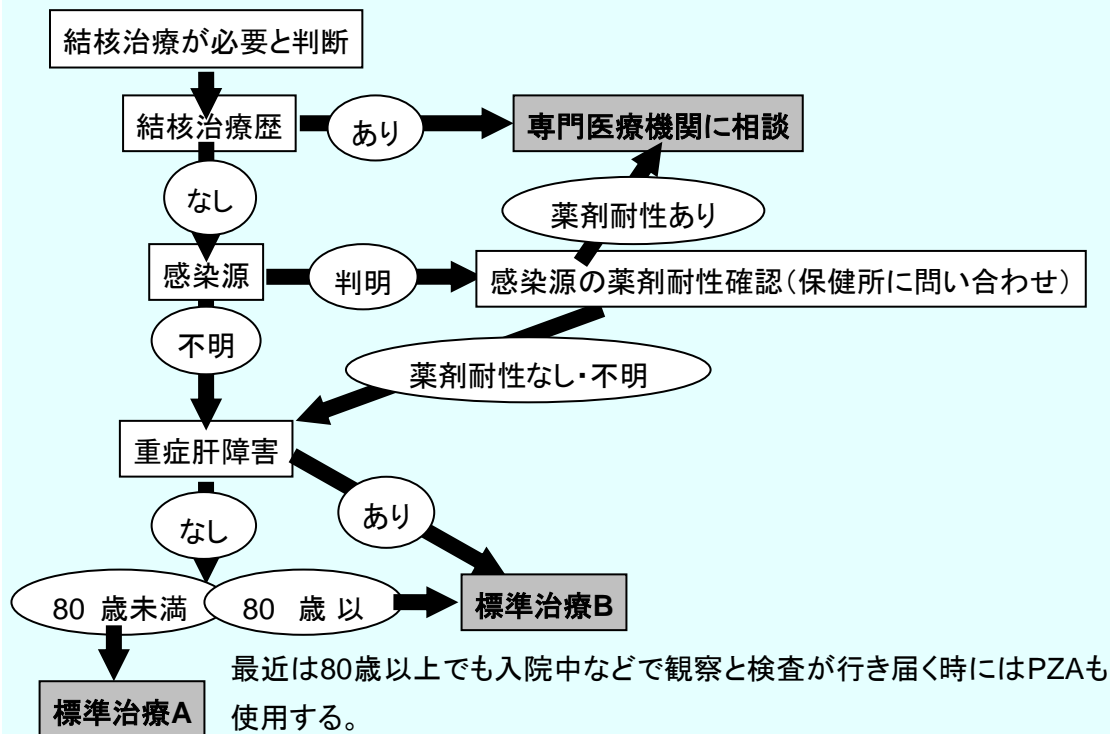 結核治療が必要と判断
結核治療歴
あり
専門医療機関に相談
なし
薬剤耐性あり
感染源
判明
感染源の薬剤耐性確認(保健所に問い合わせ)
不明
薬剤耐性なし・不明
重症肝障害
なし
あり
80 歳未満
80 歳 以
標準治療B
最近は80歳以上でも入院中などで観察と検査が行き届く時にはPZAも
標準治療A
使用する。